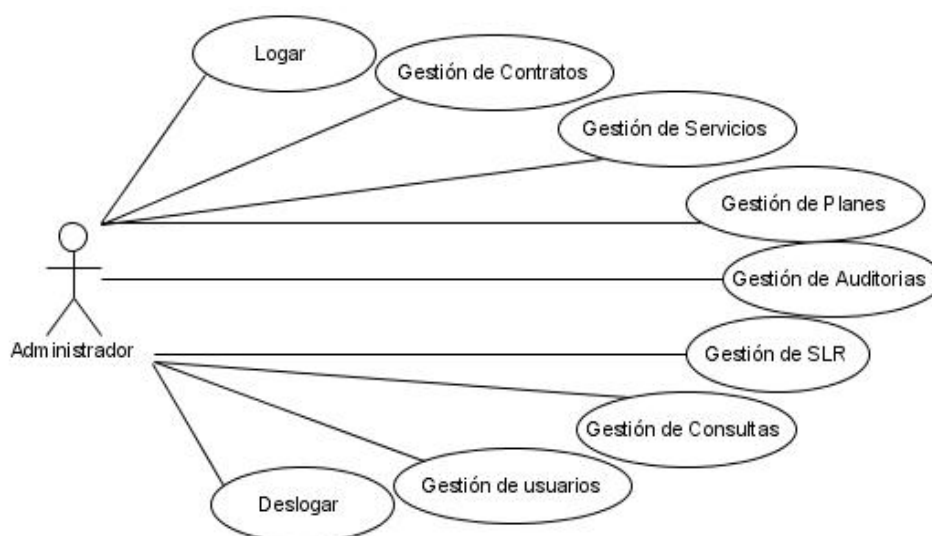 Logar
Gestión de Contratos
Gestión de Servicios
Gestión de Planes
Gestión de Auditorias
Administrador
Gestión de SLR
Gestión de Consultas
Gestión de usuarios
Deslogar